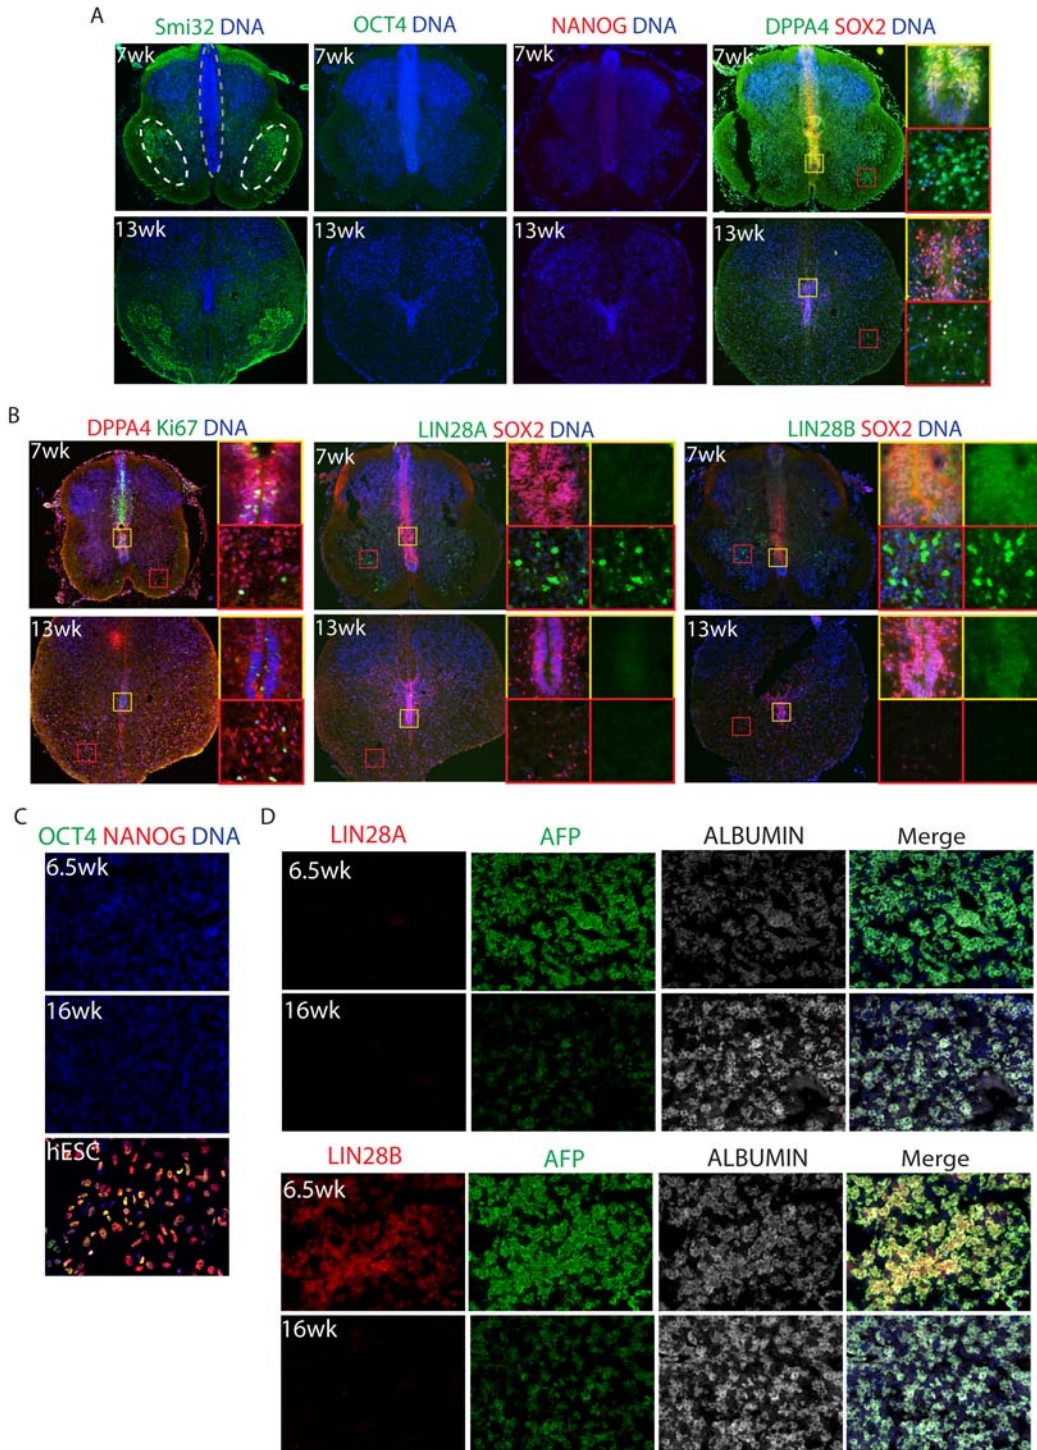 A
Smi32 DNA
OCT4 DNA
NANOG DNA
DPPA4 SOX2 DNA
7wk
7wk
7wk
7wk
13wk
13wk
13wk
13wk
B
DPPA4 Ki67 DNA
LIN28A SOX2 DNA
LIN28B SOX2 DNA
7wk
7wk
7wk
13wk
13wk
13wk
C
OCT4 NANOG DNA
6.5wk
16wk
hESC
D
LIN28A
AFP
ALBUMIN
Merge
6.5wk
16wk
LIN28B
AFP
ALBUMIN
Merge
6.5wk
16wk